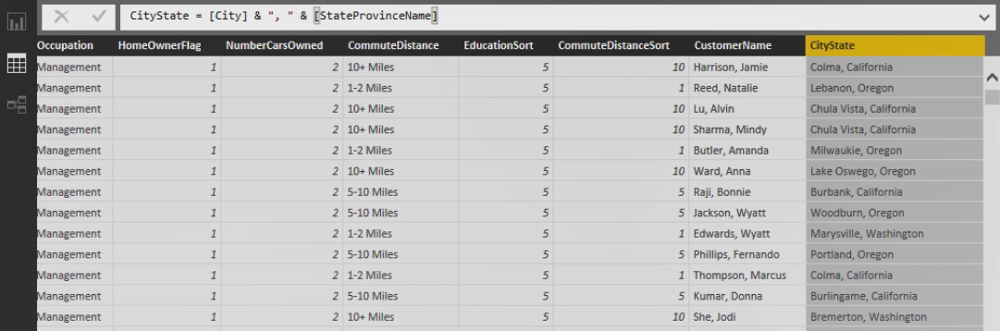 CityState = [City] & ", " & [StateProvinceName]
Occupation HomeOwnerFlag NumberCarsOwned CommuteDistance EducationSort CommuteDistanceSort CustomerName CityState
Management 1 2 10+ Miles 5 10 Harrison, Jamie Colma, California
Management 1 2 1-2 Miles 5 1 Reed, Natalie Lebanon, Oregon
Management 1 2 10+ Miles 5 10 Lu, Alvin Chula Vista, California
Management 1 2 10+ Miles 5 10 Sharma, Mindy Chula Vista, California
Management 1 2 1-2 Miles 5 1 Butler, Amanda Milwaukie, Oregon
Management 1 2 10+ Miles 5 10 Ward, Anna Lake Oswego, Oregon
Management 1 2 5-10 Miles 5 5 Raji, Bonnie Burbank, California
Management 1 2 5-10 Miles 5 5 Jackson, Wyatt Woodburn, Oregon
Management 1 2 1-2 Miles 5 1 Edwards, Wyatt Marysville, Washington
Management 1 2 5-10 Miles 5 5 Phillips, Fernando Portland, Oregon
Management 1 2 1-2 Miles 5 1 Thompson, Marcus Colma, California
Management 1 2 5-10 Miles 5 5 Kumar, Donna Burlingame, California
Management 1 2 10+ Miles 5 10 She, Jodi Bremerton, Washington